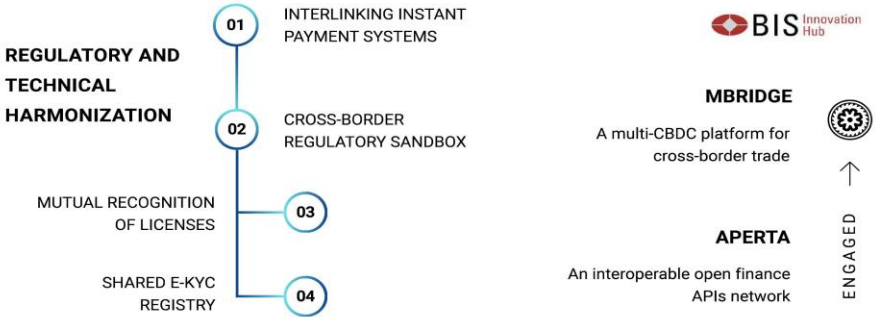 REGULATORY AND
TECHNICAL
HARMONIZATION
01
INTERLINKING INSTANT
PAYMENT SYSTEMS
02
CROSS-BORDER
REGULATORY SANDBOX
MUTUAL RECOGNITION
OF LICENSES
03
SHARED E-KYC
REGISTRY
04
BIS Innovation
Hub
MBRIDGE
A multi-CBDC platform for
cross-border trade
APERTA
An interoperable open finance
APIs network
ENGAGED